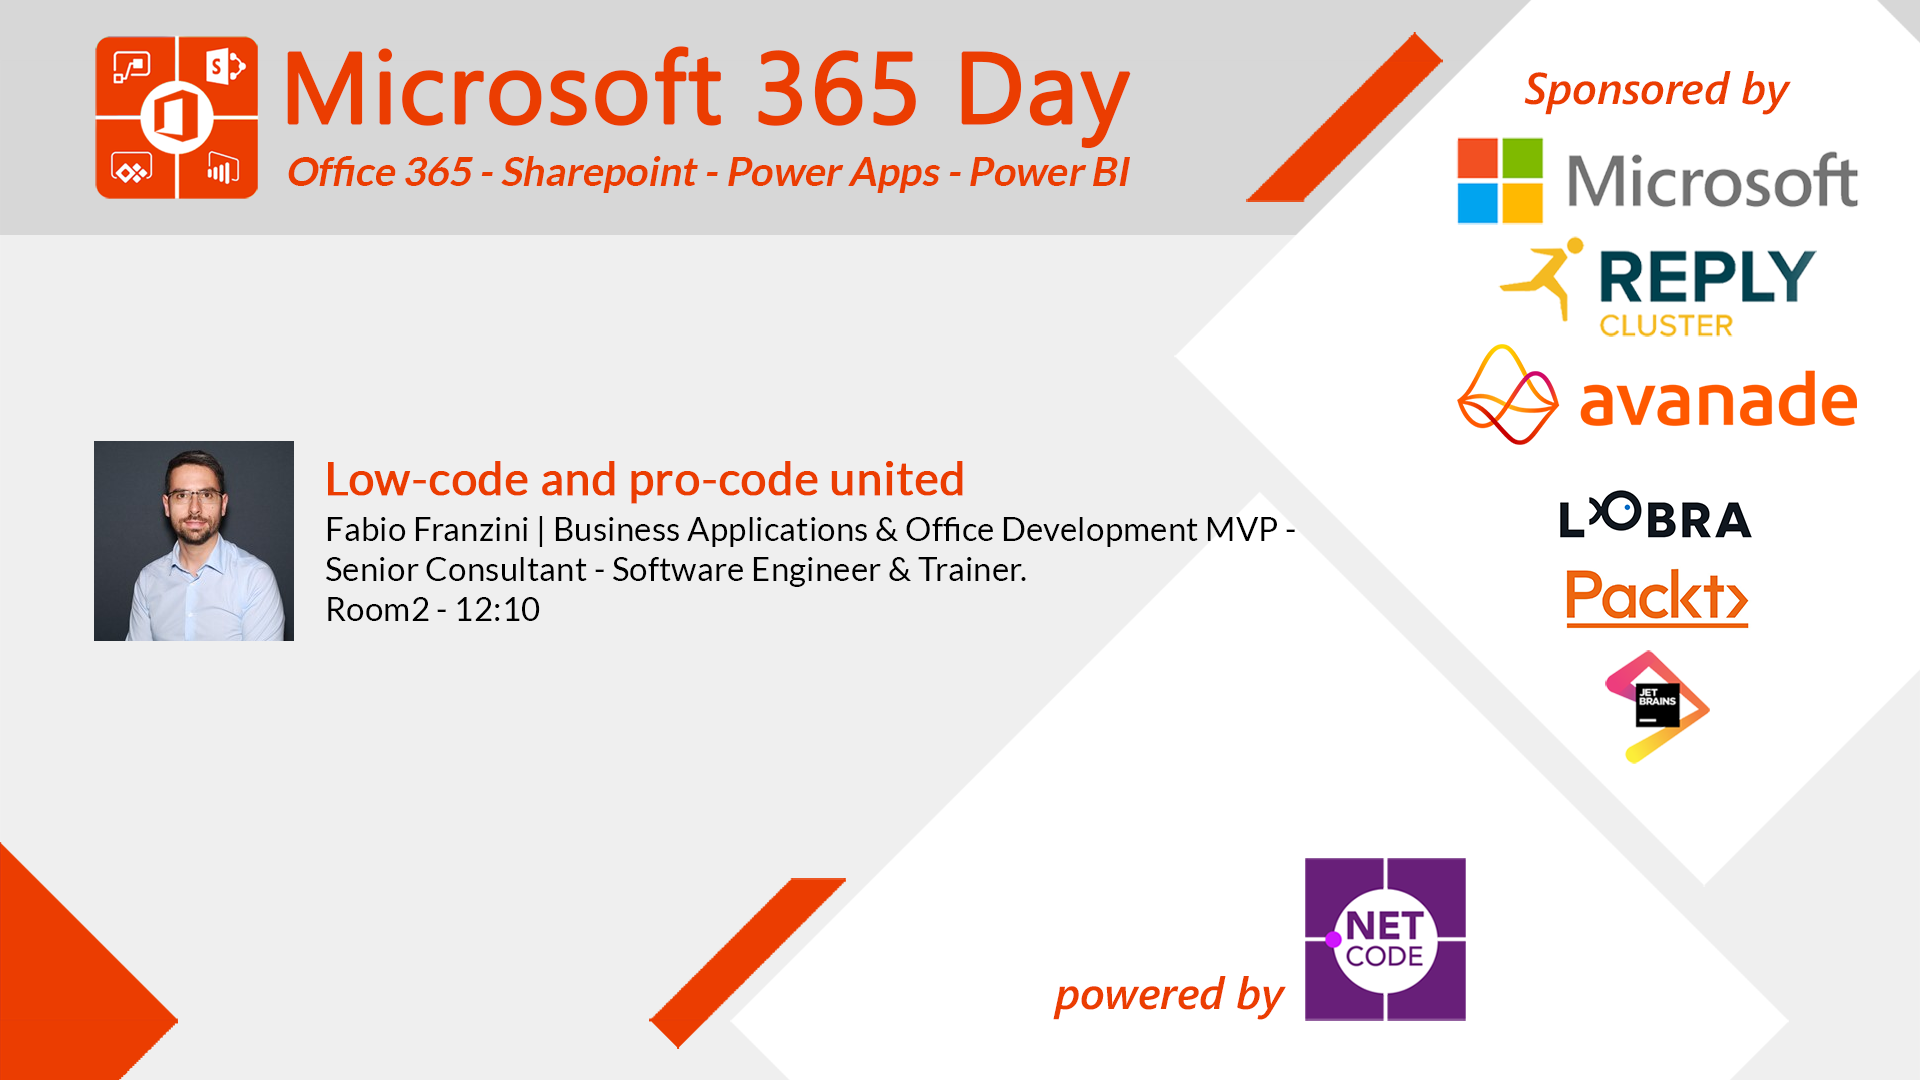 Microsoft 365 Day
Office 365 - Sharepoint - Power Apps - Power BI
Low-code and pro-code united
Fabio Franzini | Business Applications & Office Development MVP -
Senior Consultant - Software Engineer & Trainer.
Room2 - 12:10
Sponsored by
Microsoft
REPLY
CLUSTER
avanade
LOBRA
Packt
JET
BRAINS
powered by
NET
CODE